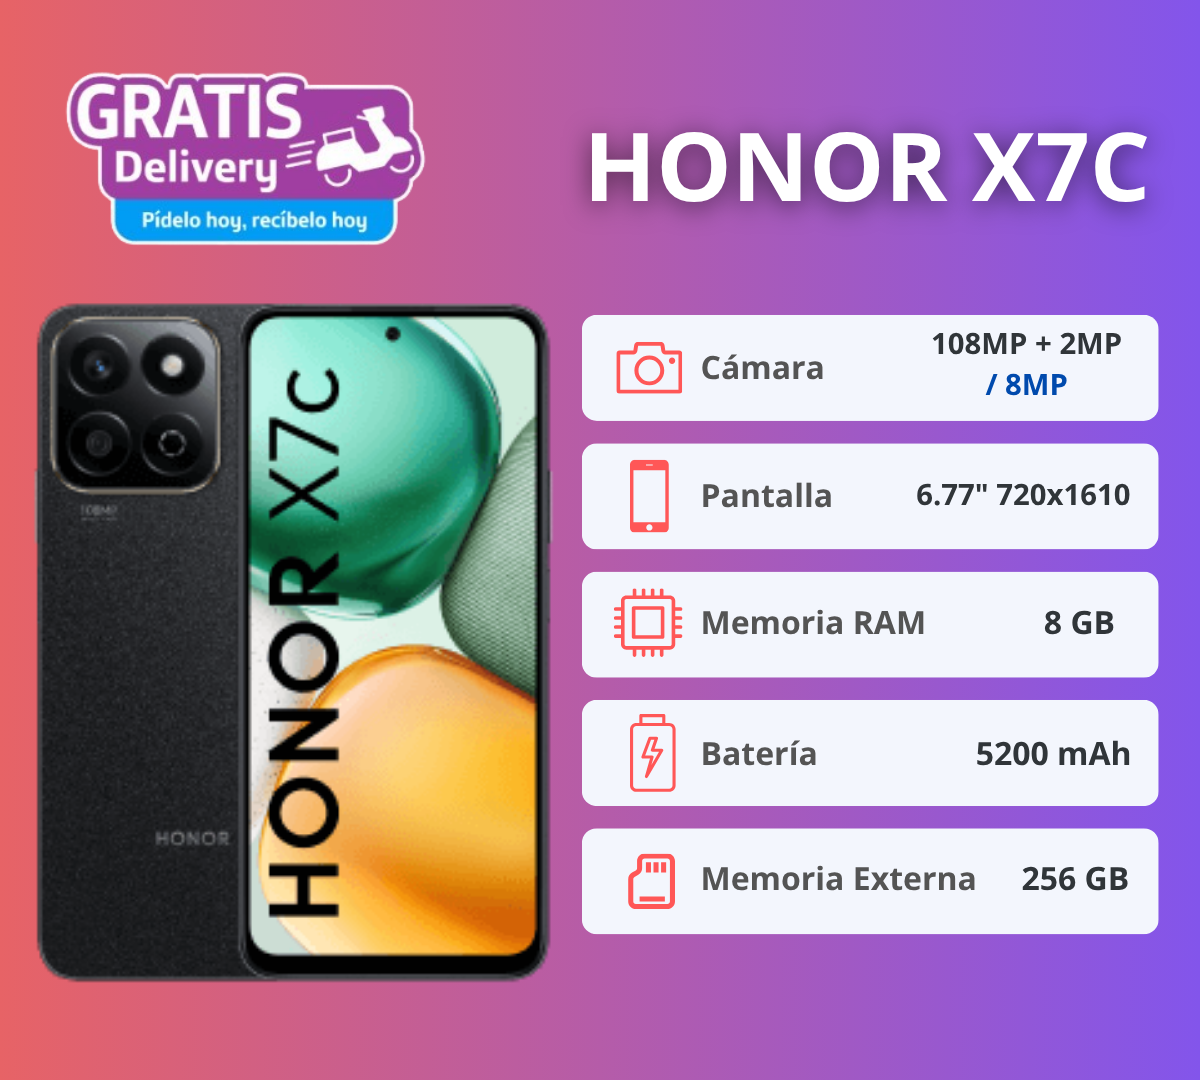 GRATIS
Delivery
Pídelo hoy, recíbelo hoy
HONOR X7C
108MP
HONOR
HONOR X7c
Cámara
108MP + 2MP
/ 8MP
Pantalla
6.77" 720x1610
Memoria RAM
8 GB
Batería
5200 mAh
Memoria Externa
256 GB